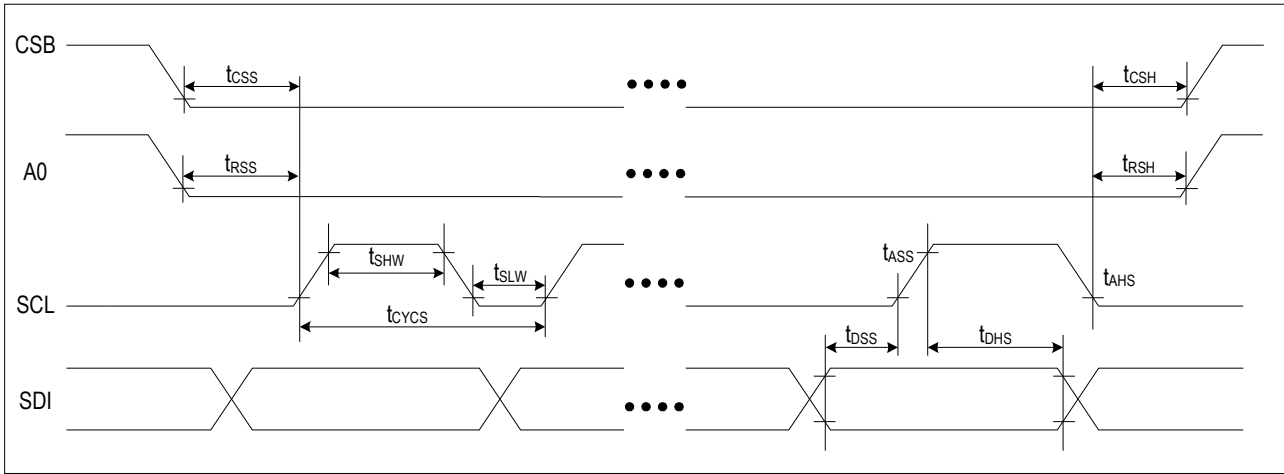 CSB
tCSS
tCSH
A0
tRSS
tRSH
tSHW
tSLW
tASS
SCL
tCYCS
tAHS
tDSS
tDHS
SDI